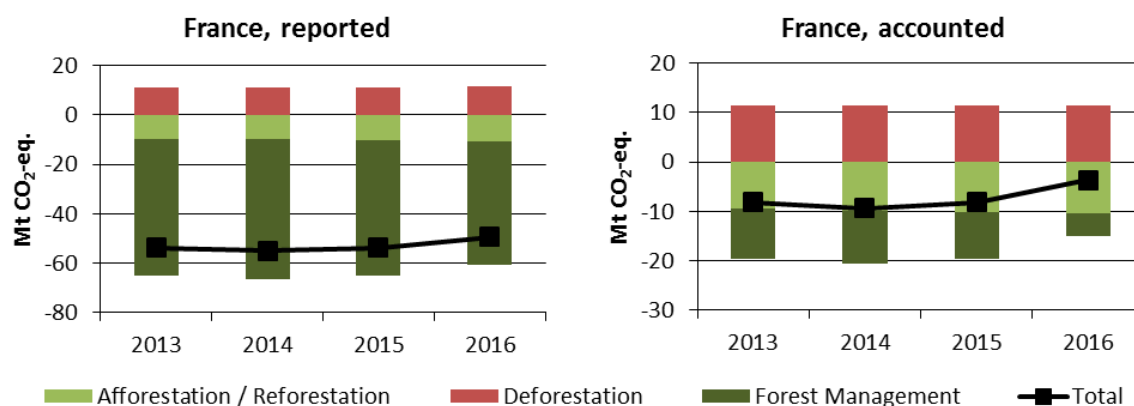 France, reported
Mt CO₂-eq.
20
0
-20
-40
-60
-80
2013 2014 2015 2016
France, accounted
Mt CO₂-eq.
20
10
0
-10
-20
-30
2013 2014 2015 2016
Afforestation / Reforestation Deforestation Forest Management Total